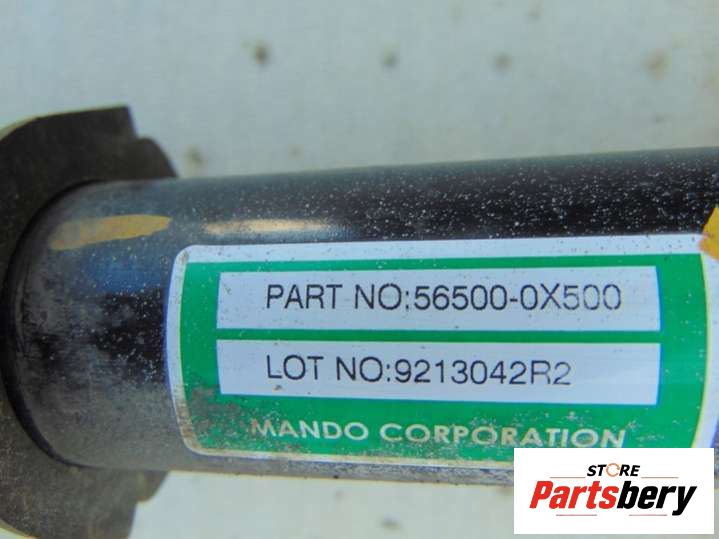 PART NO:56500-0X500
LOT NO:9213042R2
MANDO CORPORATION
STORE
Partsbery